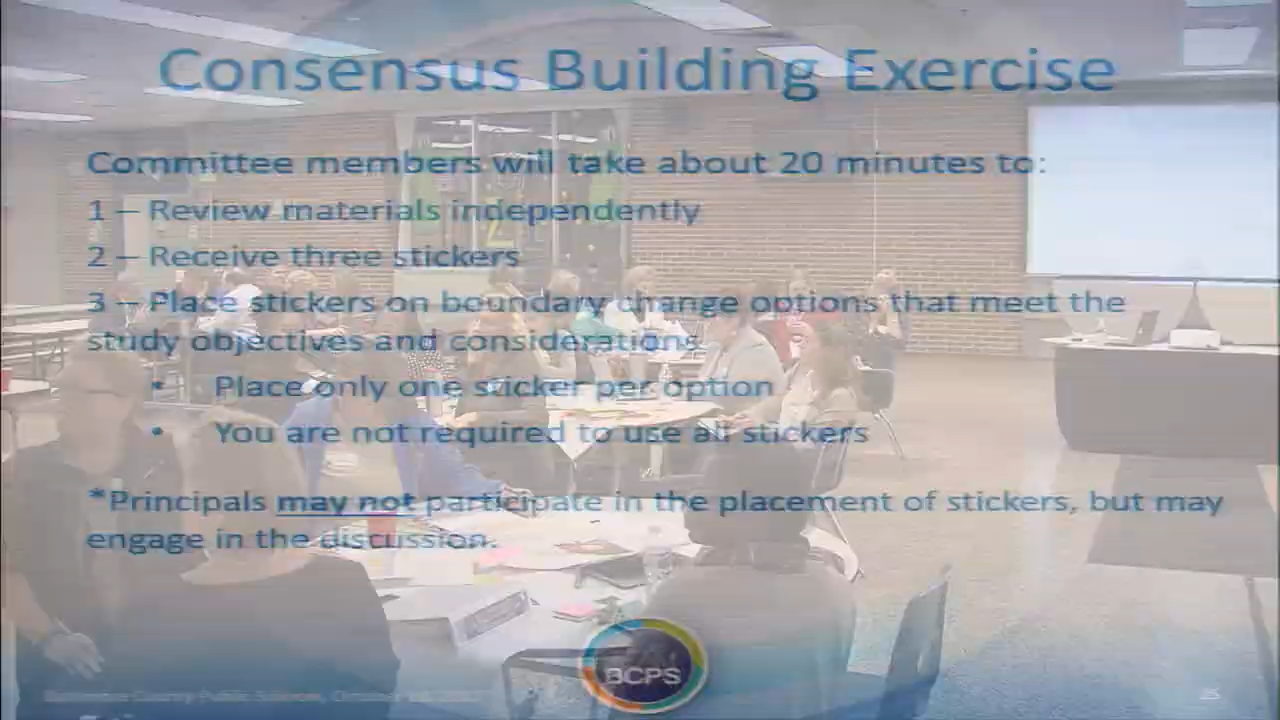 Consensus Building Exercise
Committee members will take about 20 minutes to:
1 – Review materials independently
2 – Receive three stickers
3 – Place stickers on boundary change options that meet the
study objectives and considerations.
• Place only one sticker per option
• You are not required to use all stickers
*Principals may not participate in the placement of stickers, but may
engage in the discussion.
BCPS